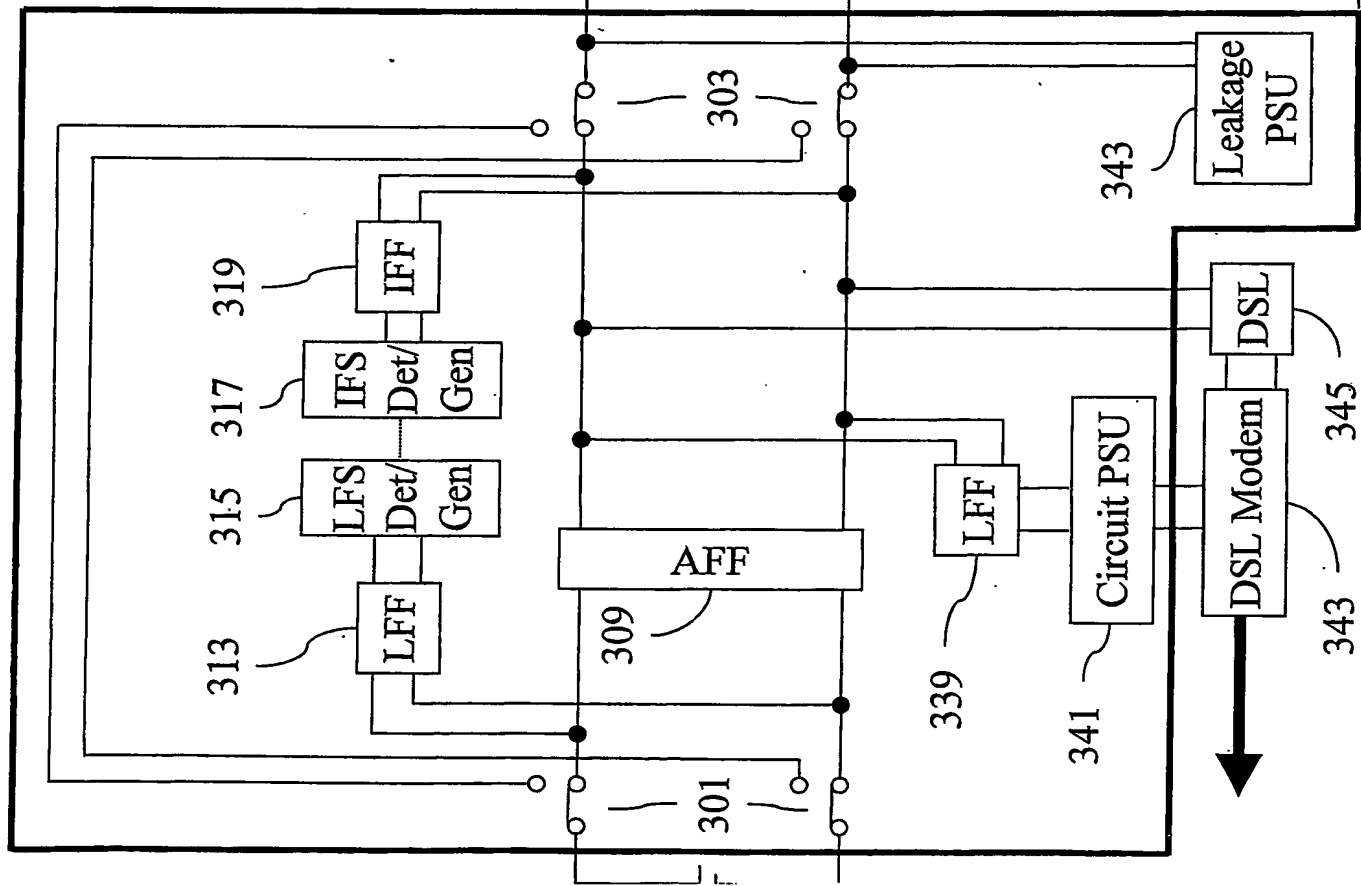 303
343
Leakage
PSU
319
IFF
317
IFS
Det/
Gen
315
LFS
Det/
Gen
313
LFF
309
AFF
301
339
LFF
341
Circuit PSU
DSL
345
DSL Modem
343